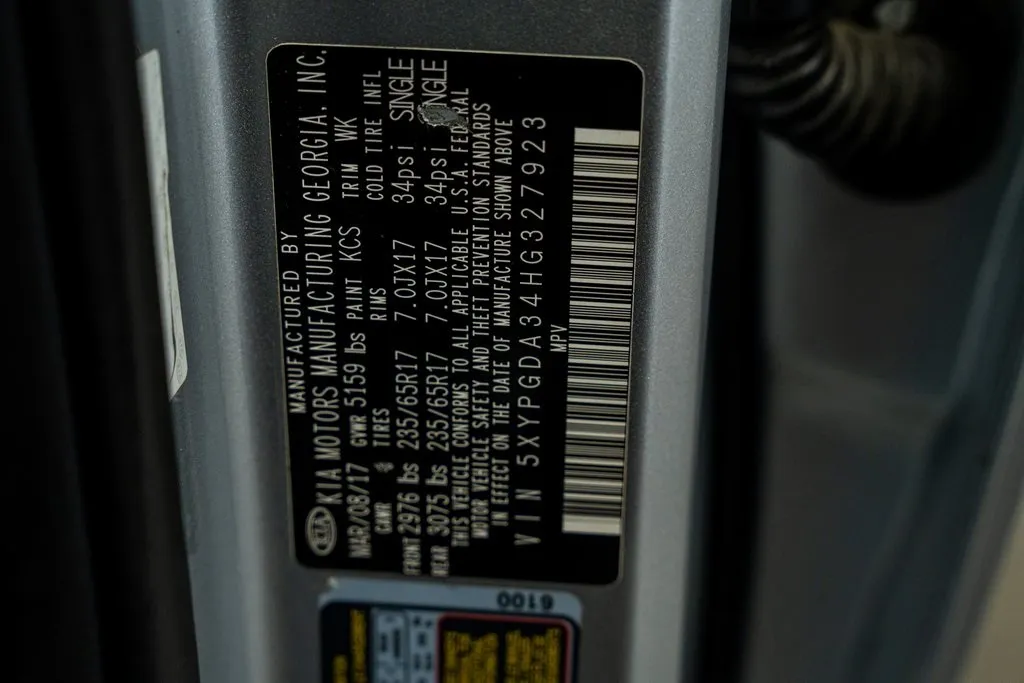 MANUFACTURED BY
KIA KIA MOTORS MANUFACTURING GEORGIA, INC.
MAR/08/17 GVWR 5159 lbs PAINT KCS TRIM WK
GAWR TIRES RIMS COLD TIRE INFL
FRONT 2976 lbs 235/65R17 7.0JX17 34psi SINGLE
REAR 3075 lbs 235/65R17 7.0JX17 34psi SINGLE
THIS VEHICLE CONFORMS TO ALL APPLICABLE U.S.A. FEDERAL
MOTOR VEHICLE SAFETY AND THEFT PREVENTION STANDARDS
IN EFFECT ON THE DATE OF MANUFACTURE SHOWN ABOVE
VIN 5XYPGDA34HG327923
MPV
6100